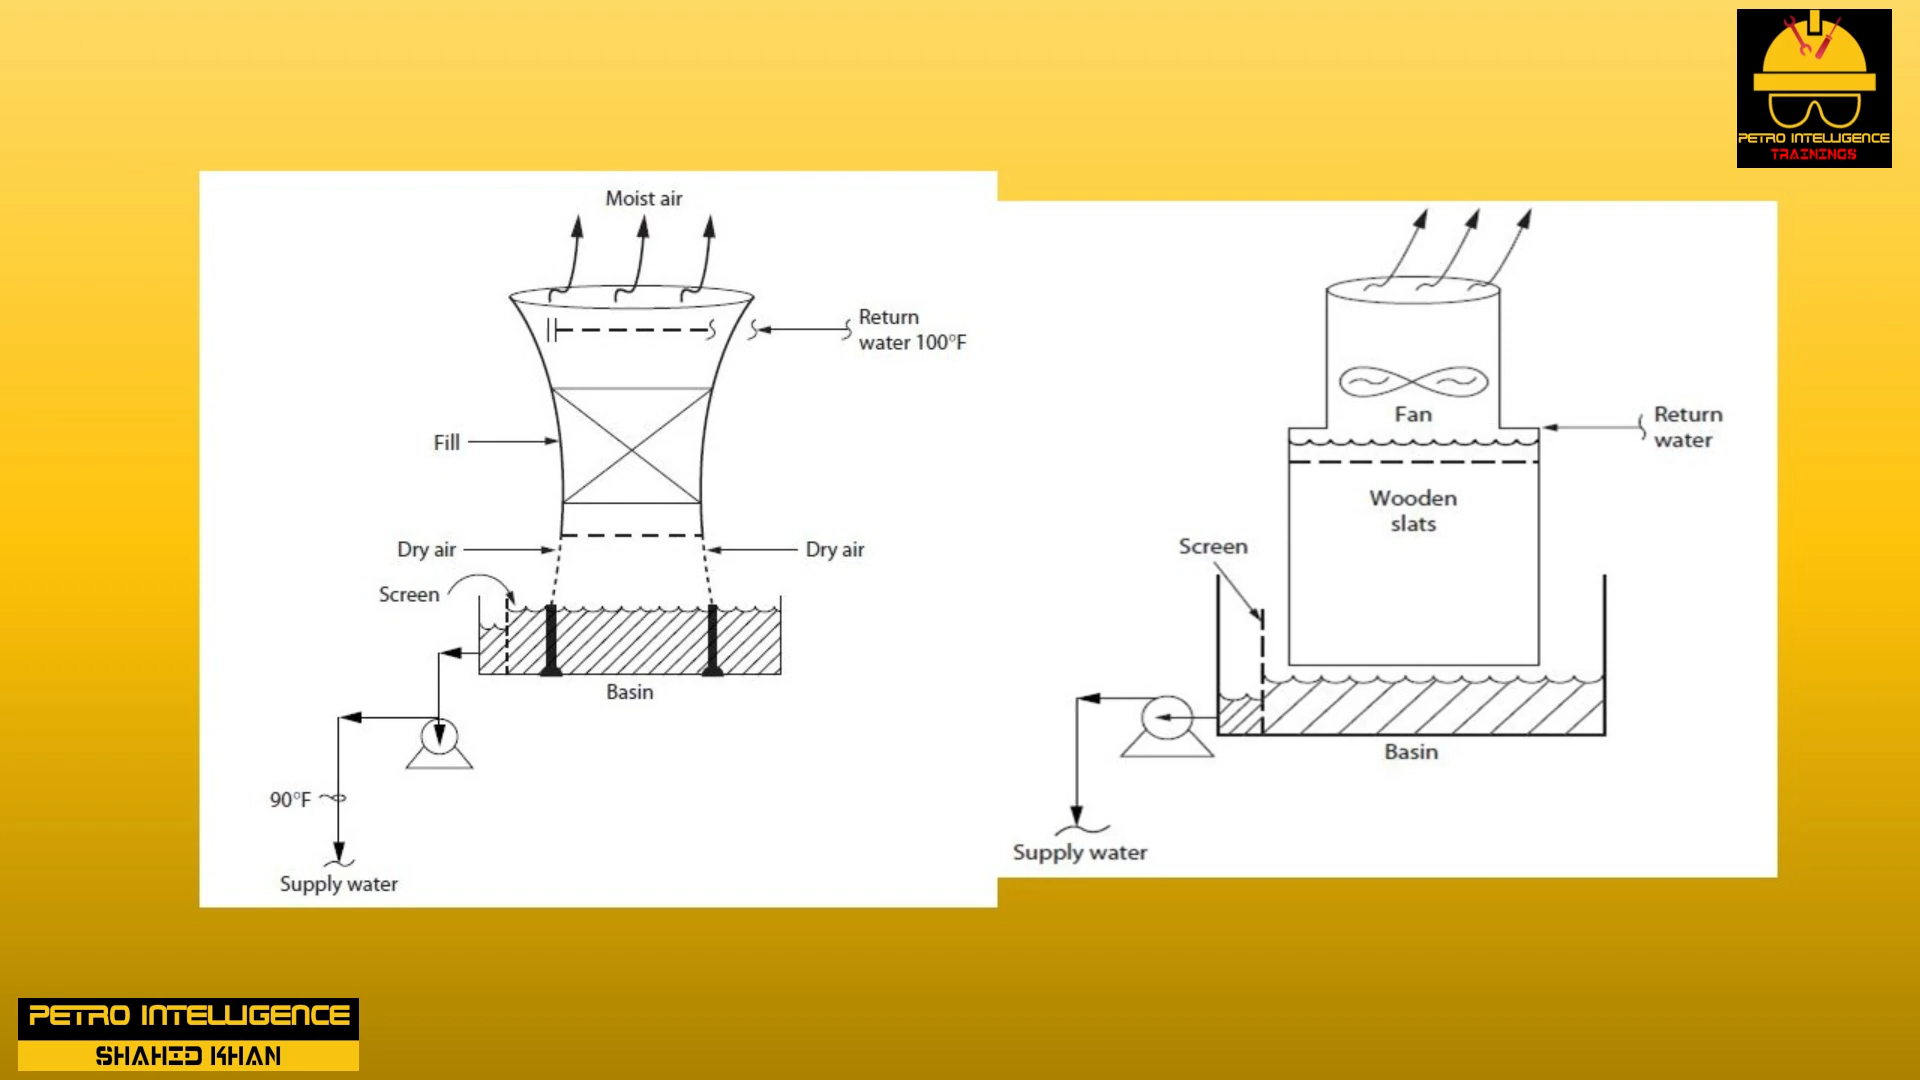 PETRO INTELLIGENCE
TRAININGS
Moist air
Return
water 100°F
Fill
Dry air
Dry air
Screen
Basin
90°F
Supply water
Fan
Return
water
Wooden
slats
Screen
Basin
Supply water
PETRO INTELLIGENCE
SHAHID KHAN